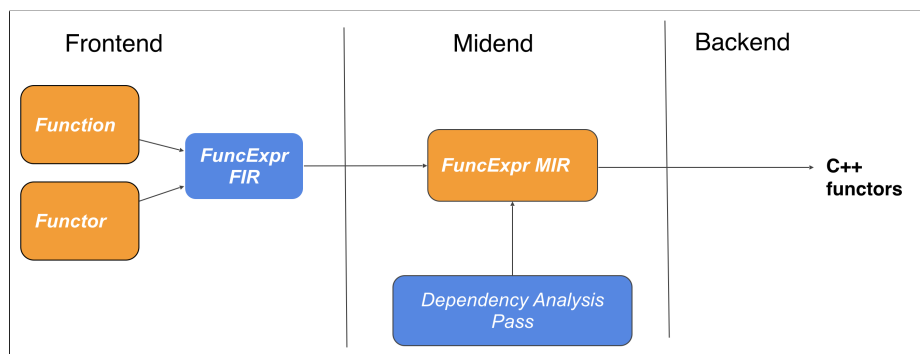 Frontend
Midend
Backend
Function
Functor
FuncExpr
FIR
FuncExpr MIR
Dependency Analysis
Pass
C++
functors